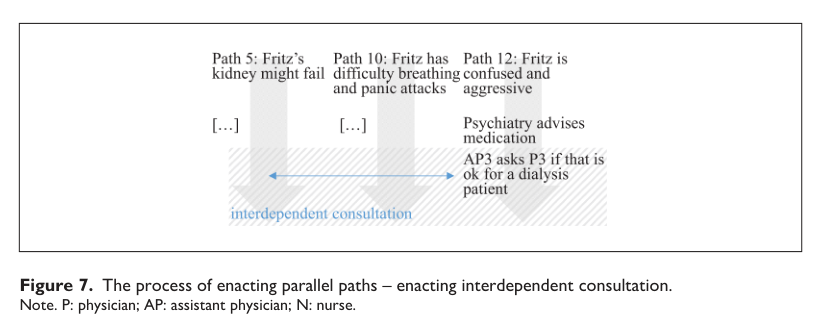 Path 5: Fritz's
kidney might fail
Path 10: Fritz has
difficulty breathing
and panic attacks
Path 12: Fritz is
confused and
aggressive
[…]
[…]
Psychiatry advises
medication
AP3 asks P3 if that is
ok for a dialysis
patient
interdependent consultation
Figure 7. The process of enacting parallel paths – enacting interdependent consultation.
Note. P: physician; AP: assistant physician; N: nurse.